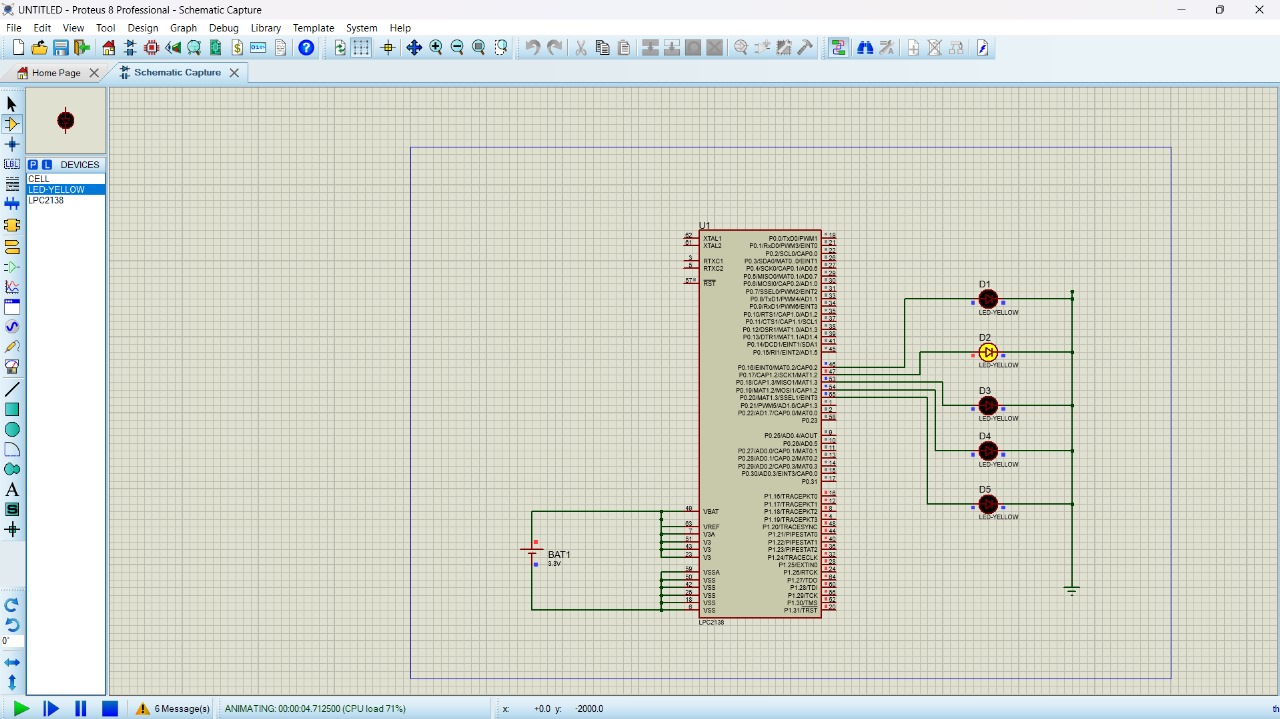 UNTITLED - Proteus 8 Professional - Schematic Capture
File Edit View Tool Design Graph Debug Library Template System Help
Home Page
Schematic Capture
P L DEVICES
CELL
LED-YELLOW
LPC2138
LBL
A
S
0°
U1
XTAL1
XTAL2
RTXC1
RTXC2
RST
VBAT
VREF
V3A
V3
V3
V3
VSSA
VSS
VSS
VSS
VSS
VSS
P0.0/TxD0/PWM1
P0.1/RxD0/PWM3/EINT0
P0.2/SCL0/CAP0.0
P0.3/SDA0/MAT0.0/EINT1
P0.4/SCK0/CAP0.1/AD0.6
P0.5/MISO0/MAT0.1/AD0.7
P0.6/MOSI0/CAP0.2/AD1.0
P0.7/SSEL0/PWM2/EINT2
P0.8/TxD1/PWM4/AD1.1
P0.9/RxD1/PWM6/EINT3
P0.10/RTS1/CAP1.0/AD1.2
P0.11/CTS1/CAP1.1/SCL1
P0.12/DSR1/MAT1.0/AD1.3
P0.13/DTR1/MAT1.1/AD1.4
P0.14/DCD1/EINT1/SDA1
P0.15/RI1/EINT2/AD1.5
P0.16/EINT0/MAT0.2/CAP0.2
P0.17/CAP1.2/SCK1/MAT1.2
P0.18/CAP1.3/MISO1/MAT1.3
P0.19/MAT1.2/MOSI1/CAP1.2
P0.20/MAT1.3/SSEL1/EINT3
P0.21/PWM5/AD1.6/CAP1.3
P0.22/AD1.7/CAP0.0/MAT0.0
P0.23
P0.25/AD0.4/AOUT
P0.26/AD0.5
P0.27/AD0.0/CAP0.1/MAT0.1
P0.28/AD0.1/CAP0.2/MAT0.2
P0.29/AD0.2/CAP0.3/MAT0.3
P0.30/AD0.3/EINT3/CAP0.0
P0.31
P1.16/TRACEPKT0
P1.17/TRACEPKT1
P1.18/TRACEPKT2
P1.19/TRACEPKT3
P1.20/TRACESYNC
P1.21/PIPESTAT0
P1.22/PIPESTAT1
P1.23/PIPESTAT2
P1.24/TRACECLK
P1.25/EXTIN0
P1.26/RTCK
P1.27/TDO
P1.28/TDI
P1.29/TCK
P1.30/TMS
P1.31/TRST
LPC2138
BAT1
3.3V
D1
LED-YELLOW
D2
LED-YELLOW
D3
LED-YELLOW
D4
LED-YELLOW
D5
LED-YELLOW
6 Message(s)
ANIMATING: 00:00:04.712500 (CPU load 71%)
x: +0.0 y: -2000.0
th